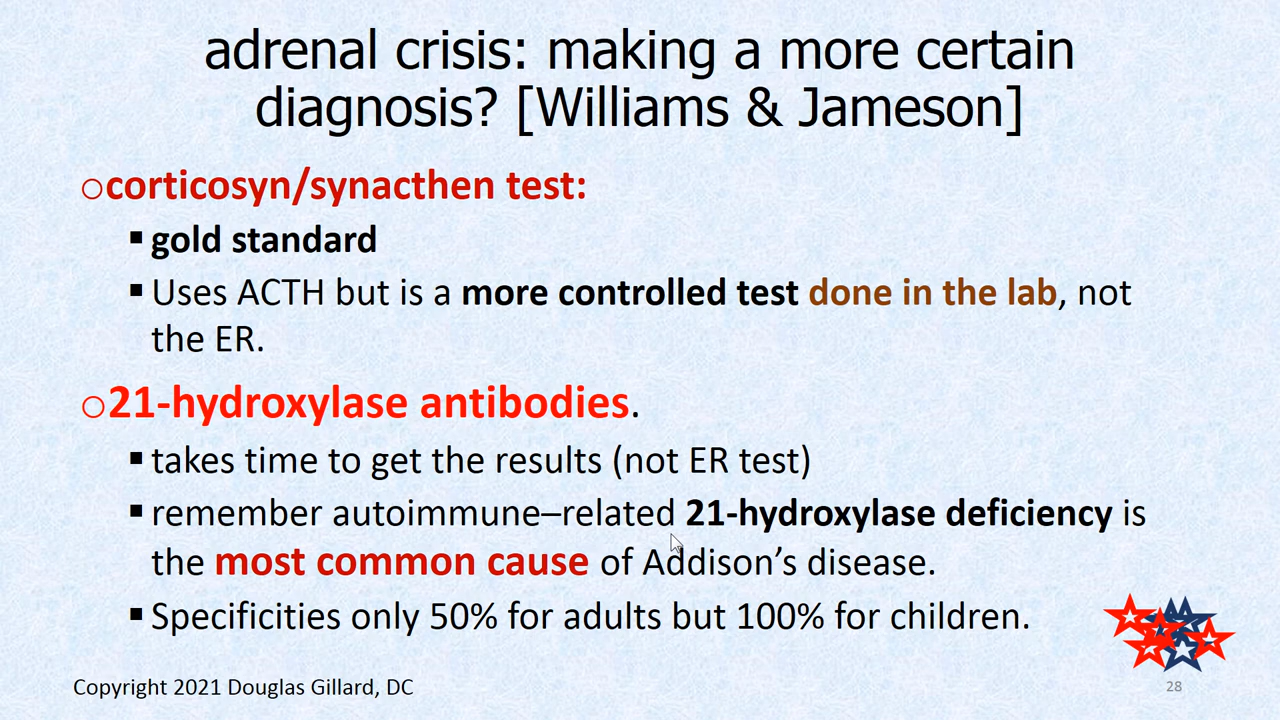 adrenal crisis: making a more certain
diagnosis? [Williams & Jameson]
ocorticosyn/synacthen test:
▪ gold standard
▪ Uses ACTH but is a more controlled test done in the lab, not
the ER.
o21-hydroxylase antibodies.
▪ takes time to get the results (not ER test)
▪ remember autoimmune–related 21-hydroxylase deficiency is
the most common cause of Addison’s disease.
▪ Specificities only 50% for adults but 100% for children.
Copyright 2021 Douglas Gillard, DC
28